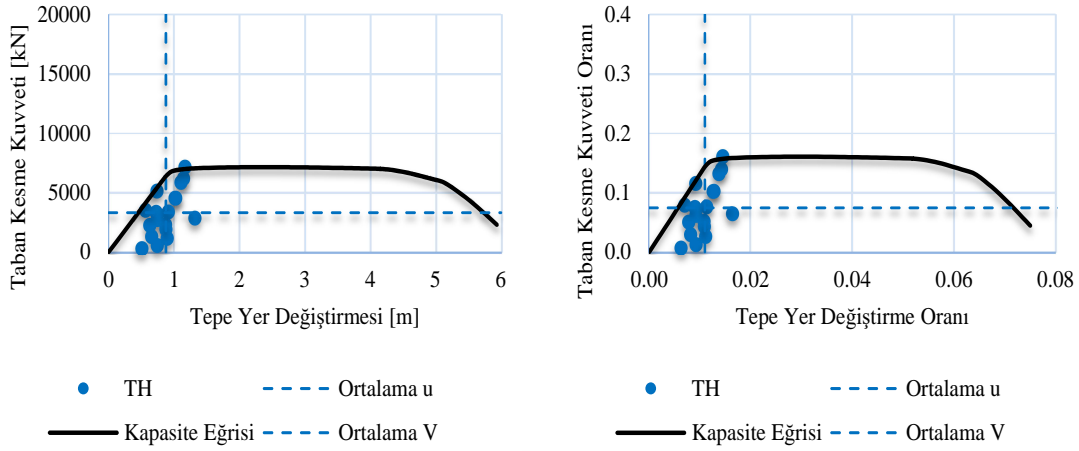 Taban Kesme Kuvveti [kN]
20000
15000
10000
5000
0
0 1 2 3 4 5 6
Tepe Yer Değiştirmesi [m]
TH
Ortalama u
Kapasite Eğrisi
Ortalama V
Taban Kesme Kuvveti Oranı
0.4
0.3
0.2
0.1
0.0
0.00 0.02 0.04 0.06 0.08
Tepe Yer Değiştirme Oranı
TH
Ortalama u
Kapasite Eğrisi
Ortalama V